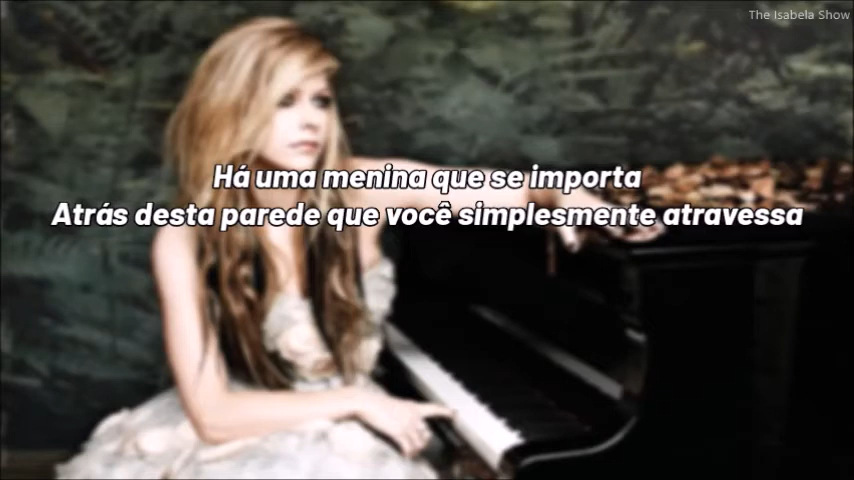 The Isabela Show
Há uma menina que se importa
Atrás desta parede que você simplesmente atravessa